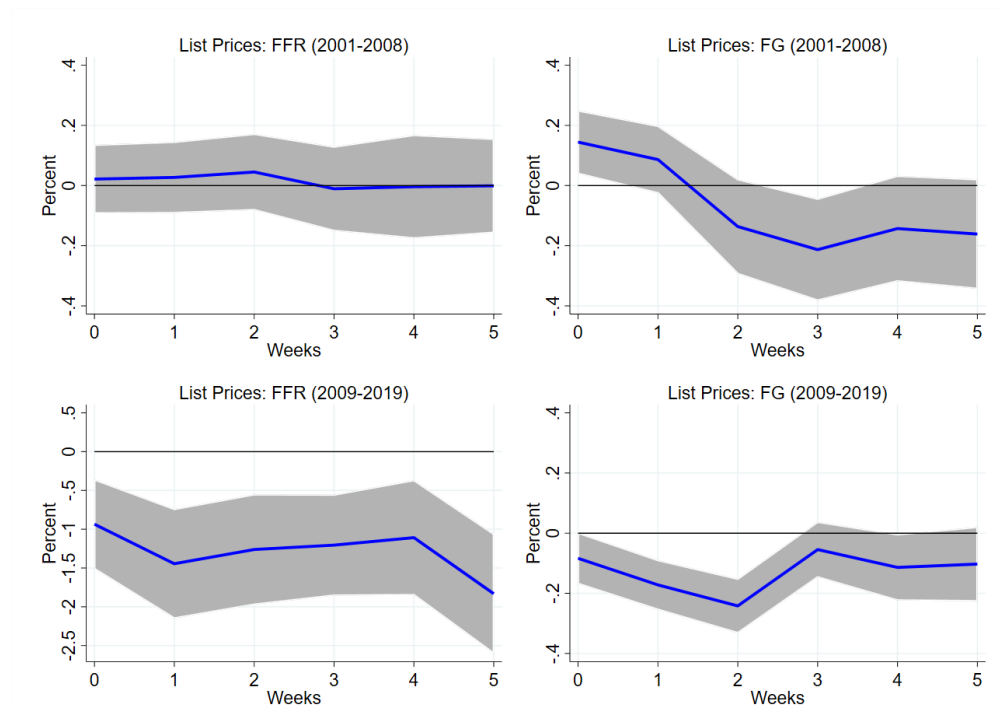 List Prices: FFR (2001-2008)
Percent
.4
.2
0
-.2
-.4
0 1 2 3 4 5
Weeks
List Prices: FG (2001-2008)
Percent
.4
.2
0
-.2
-.4
0 1 2 3 4 5
Weeks
List Prices: FFR (2009-2019)
Percent
.5
0
-.5
-1
-1.5
-2
-2.5
0 1 2 3 4 5
Weeks
List Prices: FG (2009-2019)
Percent
.4
.2
0
-.2
-.4
0 1 2 3 4 5
Weeks